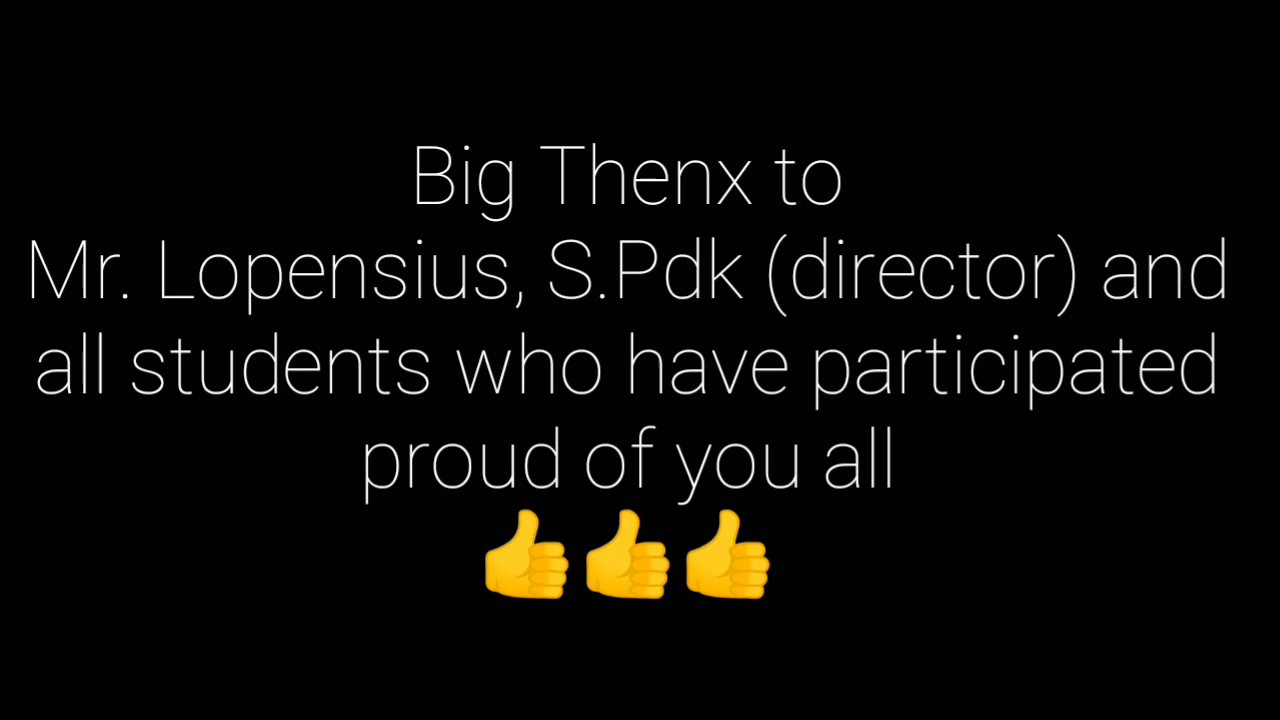 Big Thenx to
Mr. Lopensius, S.Pdk (director) and
all students who have participated
proud of you all
👍👍👍